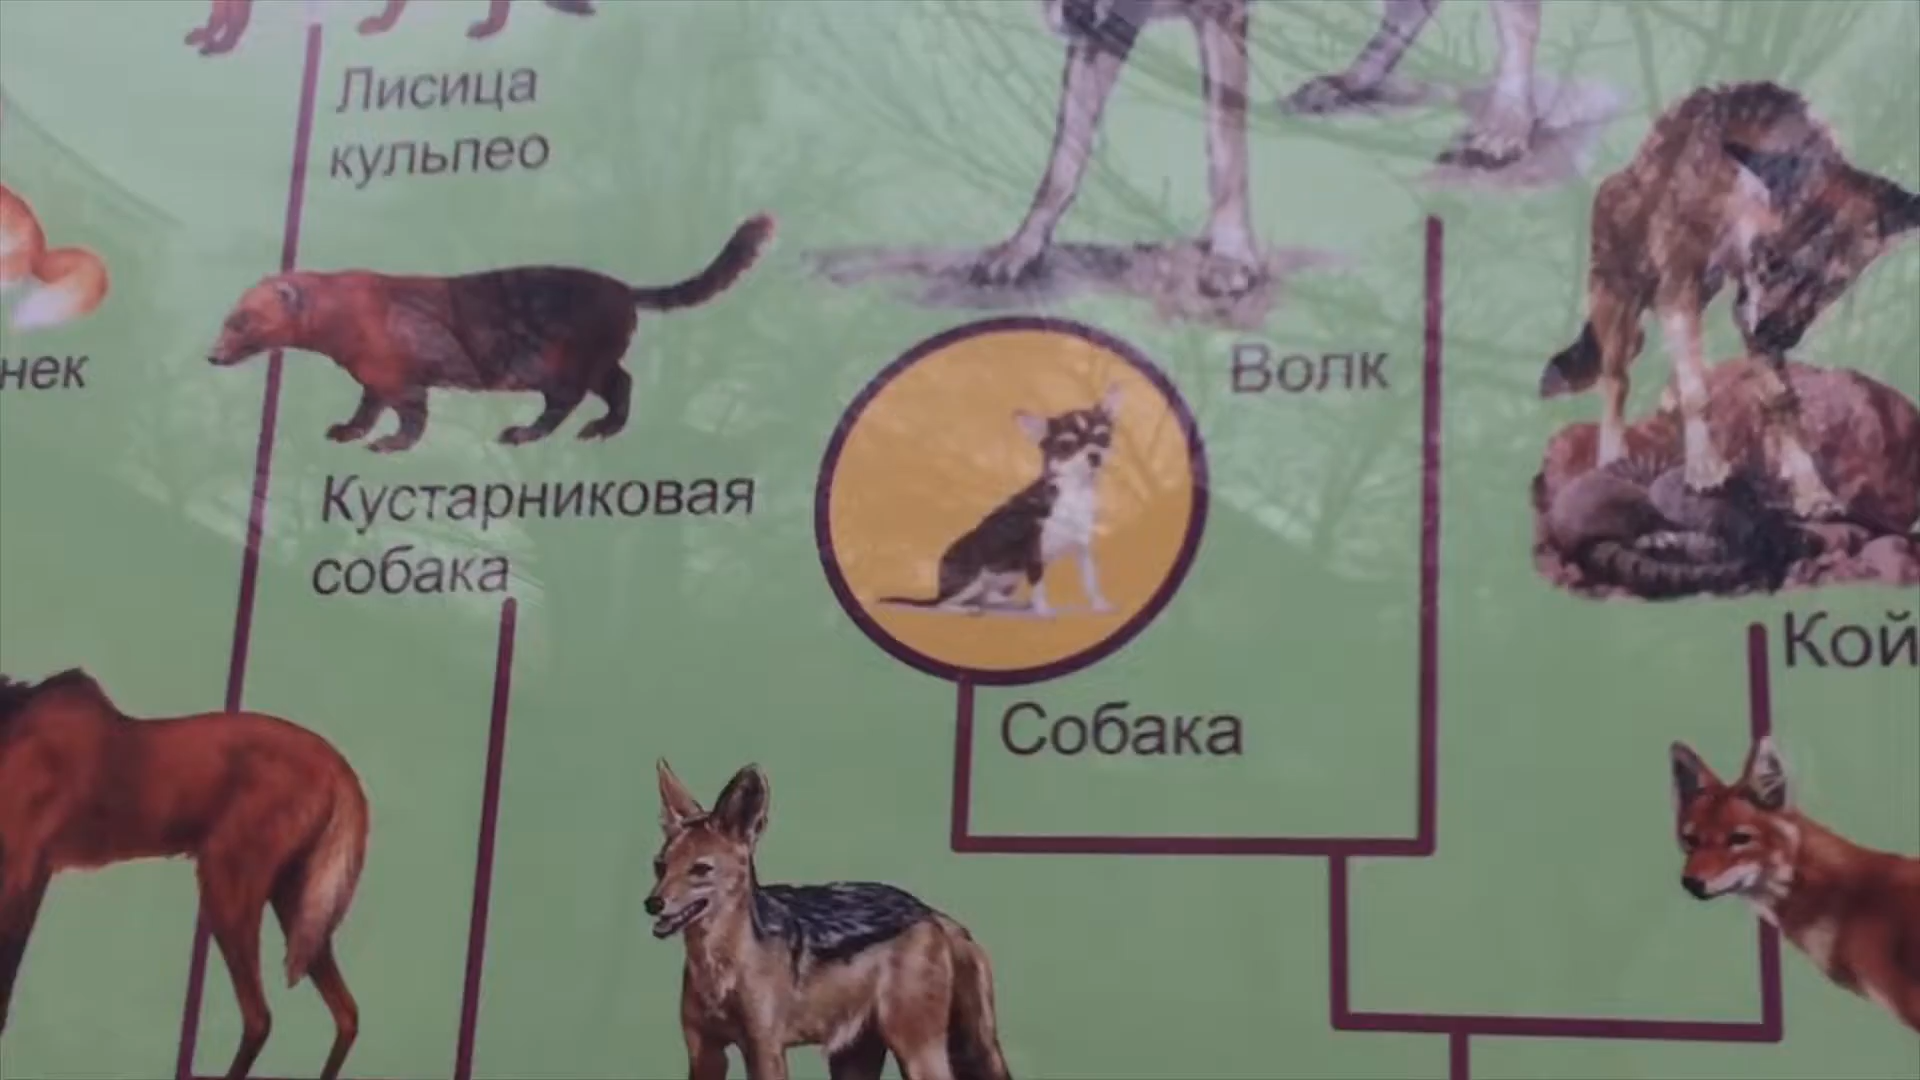 Лисица
кульпео
нек
Волк
Кустарниковая
собака
Кой
Собака